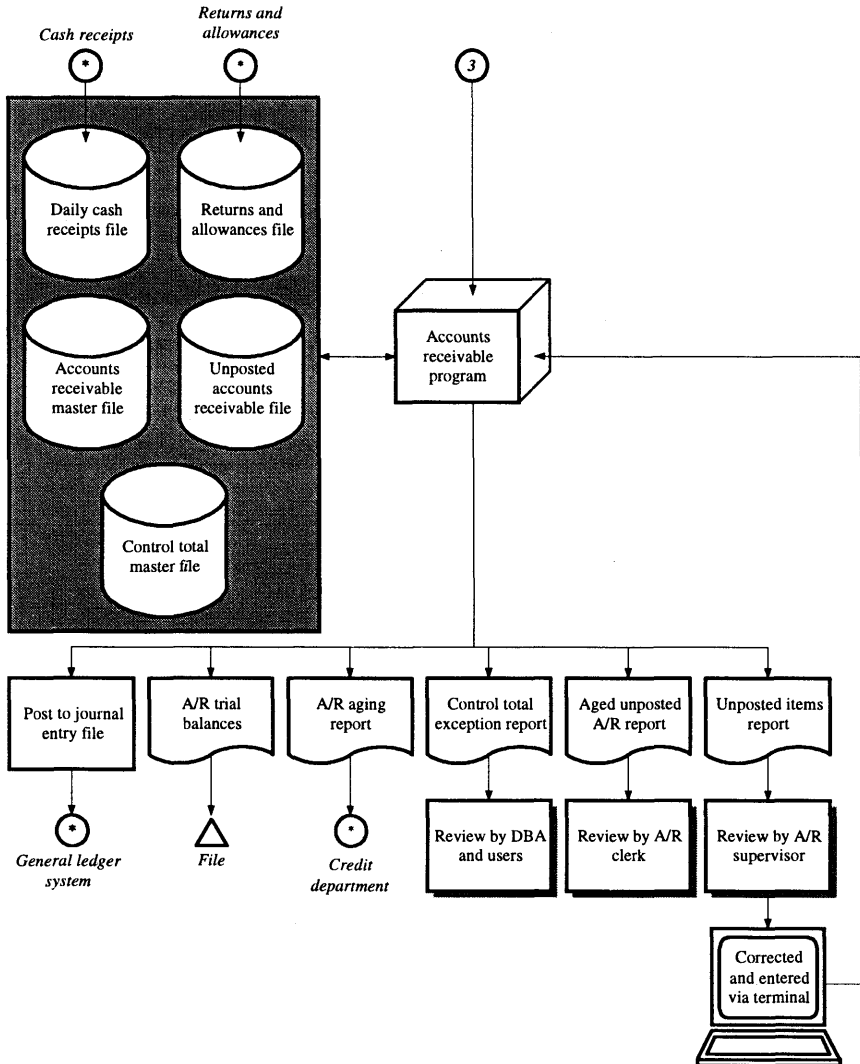 Cash receipts
Returns and
allowances
*
*
3
Daily cash
receipts file
Returns and
allowances file
Accounts
receivable
master file
Unposted
accounts
receivable file
Control total
master file
Accounts
receivable
program
Post to journal
entry file
A/R trial
balances
A/R aging
report
Control total
exception report
Aged unposted
A/R report
Unposted items
report
*
General ledger
system
File
*
Credit
department
Review by DBA
and users
Review by A/R
clerk
Review by A/R
supervisor
Corrected
and entered
via terminal